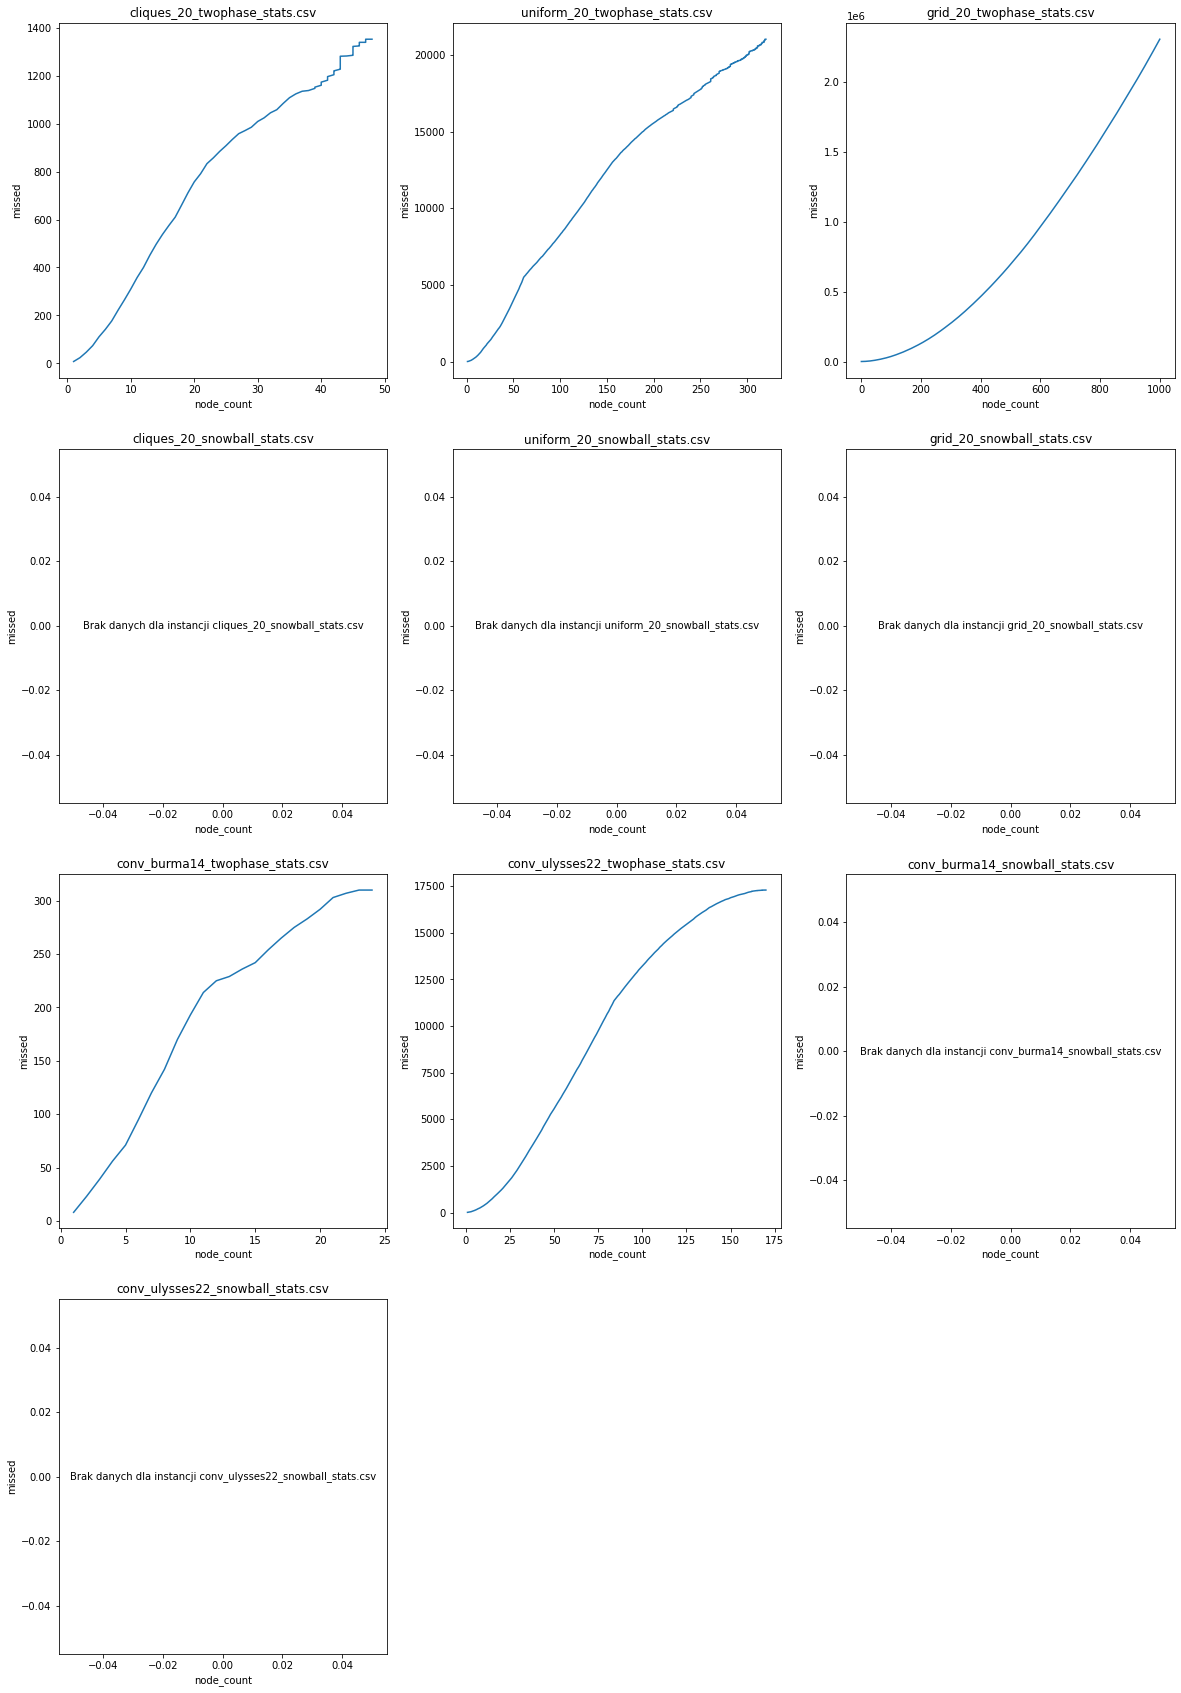 cliques_20_twophase_stats.csv
1400
1200
1000
800
600
400
200
0
missed
0 10 20 30 40 50
node_count
uniform_20_twophase_stats.csv
20000
15000
10000
5000
0
missed
0 50 100 150 200 250 300
node_count
grid_20_twophase_stats.csv
1e6
2.1
1.6
1.1
0.5
0.0
missed
0 200 400 600 800 1000
node_count
cliques_20_snowball_stats.csv
0.04
0.02
0.00
−0.02
−0.04
missed
Brak danych dla instancji cliques_20_snowball_stats.csv
−0.04 −0.02 0.00 0.02 0.04
node_count
uniform_20_snowball_stats.csv
0.04
0.02
0.00
−0.02
−0.04
missed
Brak danych dla instancji uniform_20_snowball_stats.csv
−0.04 −0.02 0.00 0.02 0.04
node_count
grid_20_snowball_stats.csv
0.04
0.02
0.00
−0.02
−0.04
missed
Brak danych dla instancji grid_20_snowball_stats.csv
−0.04 −0.02 0.00 0.02 0.04
node_count
conv_burma14_twophase_stats.csv
300
250
200
150
100
50
0
missed
0 5 10 15 20 25
node_count
conv_ulysses22_twophase_stats.csv
17500
15000
12500
10000
7500
5000
2500
0
missed
0 25 50 75 100 125 150 175
node_count
conv_burma14_snowball_stats.csv
0.04
0.02
0.00
−0.02
−0.04
missed
Brak danych dla instancji conv_burma14_snowball_stats.csv
−0.04 −0.02 0.00 0.02 0.04
node_count
conv_ulysses22_snowball_stats.csv
0.04
0.02
0.00
−0.02
−0.04
missed
Brak danych dla instancji conv_ulysses22_snowball_stats.csv
−0.04 −0.02 0.00 0.02 0.04
node_count